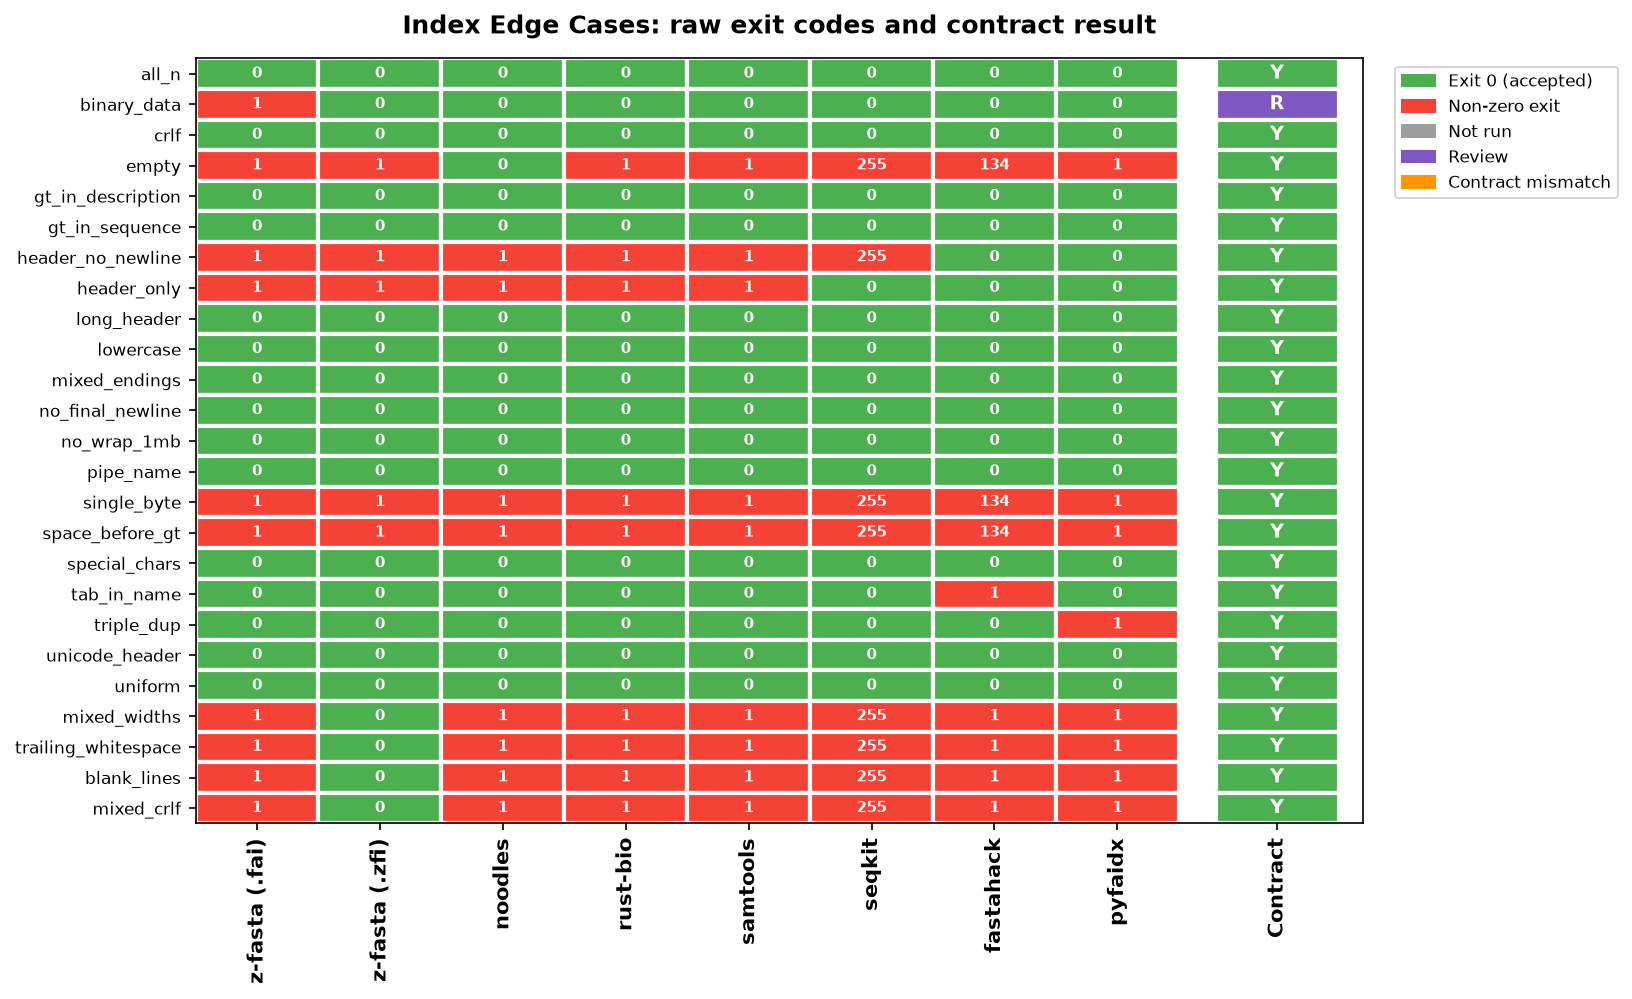 Index Edge Cases: raw exit codes and contract result
all_n 0 0 0 0 0 0 0 0 Y
binary_data 1 0 0 0 0 0 0 0 R
crlf 0 0 0 0 0 0 0 0 Y
empty 1 1 0 1 1 255 134 1 Y
gt_in_description 0 0 0 0 0 0 0 0 Y
gt_in_sequence 0 0 0 0 0 0 0 0 Y
header_no_newline 1 1 1 1 1 255 0 0 Y
header_only 1 1 1 1 1 0 0 0 Y
long_header 0 0 0 0 0 0 0 0 Y
lowercase 0 0 0 0 0 0 0 0 Y
mixed_endings 0 0 0 0 0 0 0 0 Y
no_final_newline 0 0 0 0 0 0 0 0 Y
no_wrap_1mb 0 0 0 0 0 0 0 0 Y
pipe_name 0 0 0 0 0 0 0 0 Y
single_byte 1 1 1 1 1 255 134 1 Y
space_before_gt 1 1 1 1 1 255 134 1 Y
special_chars 0 0 0 0 0 0 0 0 Y
tab_in_name 0 0 0 0 0 0 1 0 Y
triple_dup 0 0 0 0 0 0 0 1 Y
unicode_header 0 0 0 0 0 0 0 0 Y
uniform 0 0 0 0 0 0 0 0 Y
mixed_widths 1 0 1 1 1 255 1 1 Y
trailing_whitespace 1 0 1 1 1 255 1 1 Y
blank_lines 1 0 1 1 1 255 1 1 Y
mixed_crlf 1 0 1 1 1 255 1 1 Y
z-fasta (.fai)
z-fasta (.zfi)
noodles
rust-bio
samtools
seqkit
fastahack
pyfaidx
Contract
Exit 0 (accepted)
Non-zero exit
Not run
Review
Contract mismatch